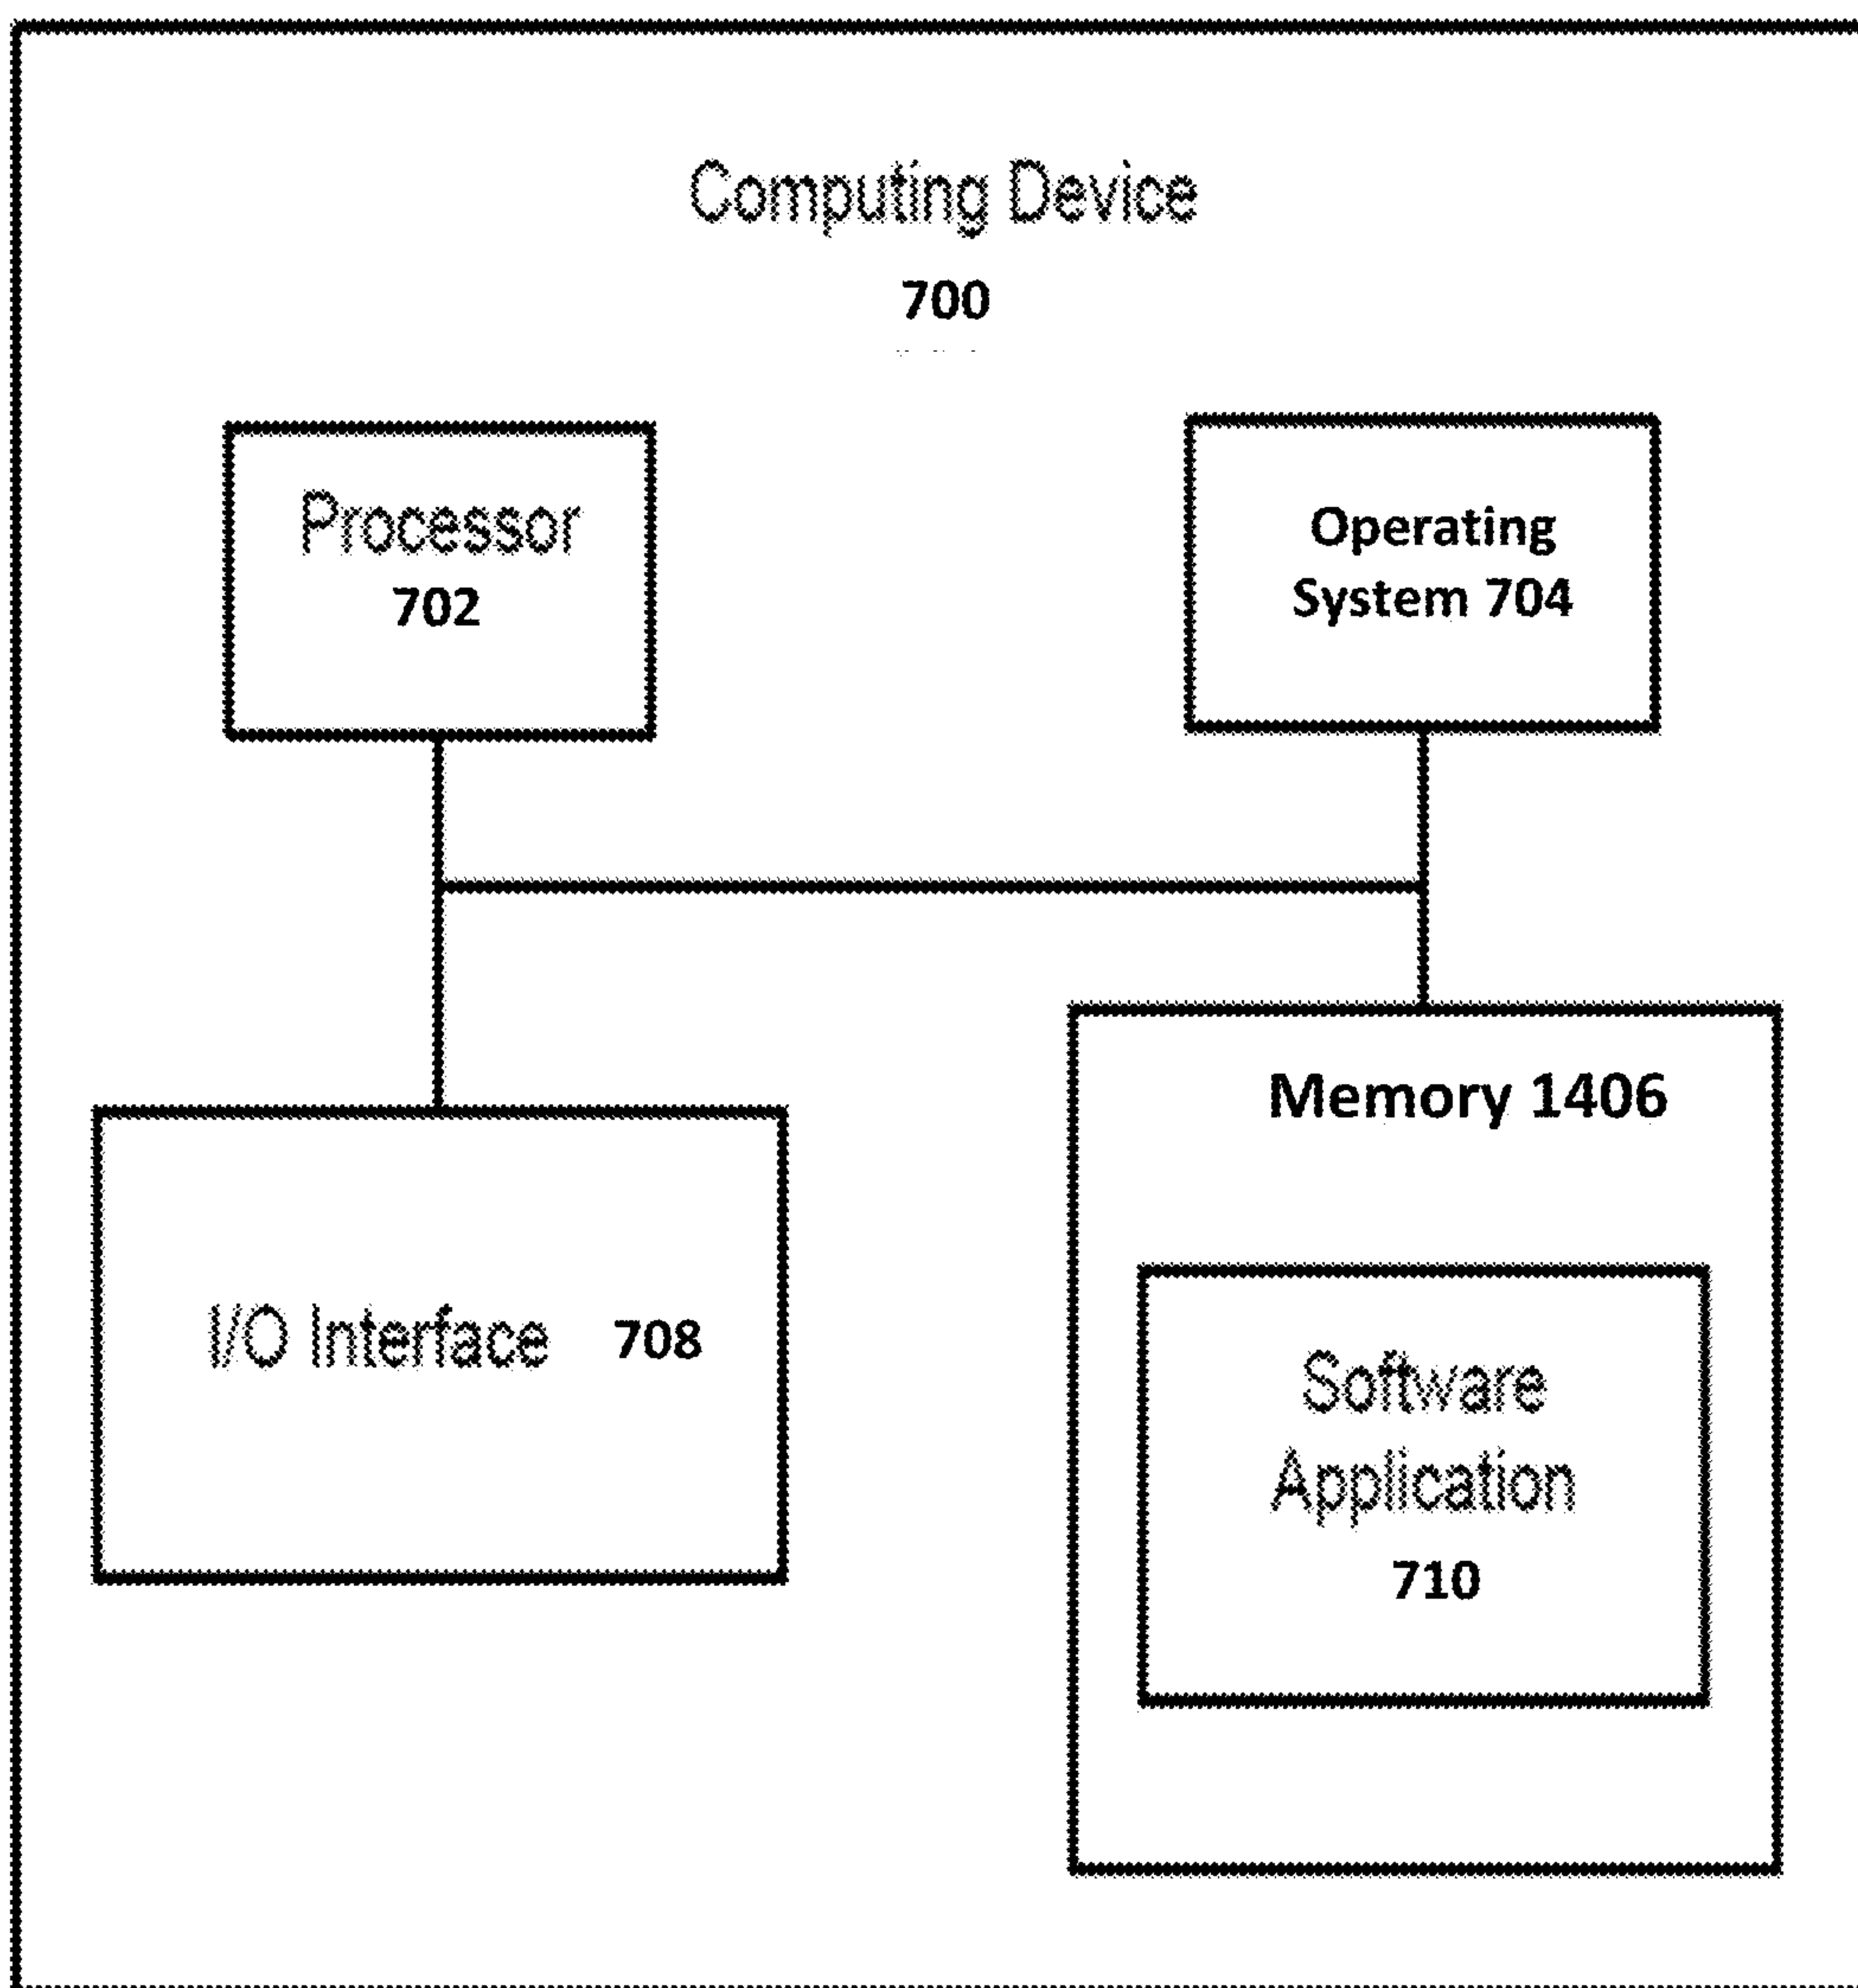 Computing Device
700
Processor
702
Operating
System 704
Memory 1406
I/O Interface 708
Software
Application
710